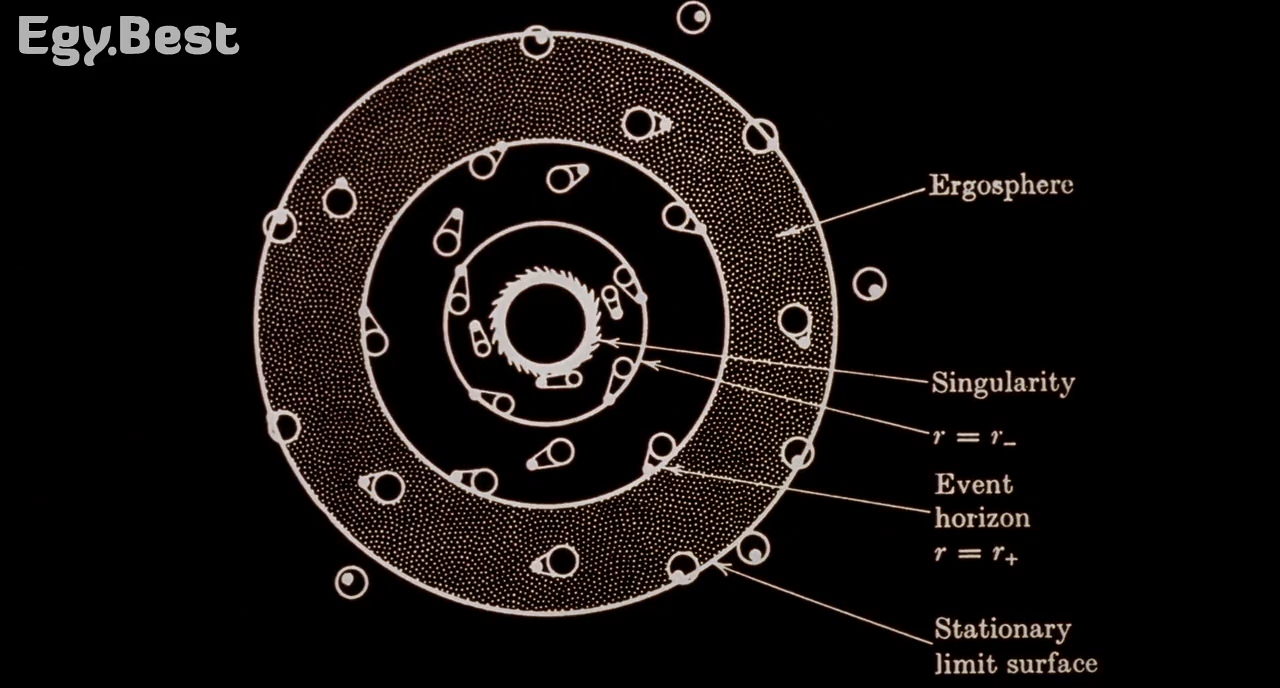 Egy.Best
Ergosphere
Singularity
r = r₋
Event
horizon
r = r₊
Stationary
limit surface